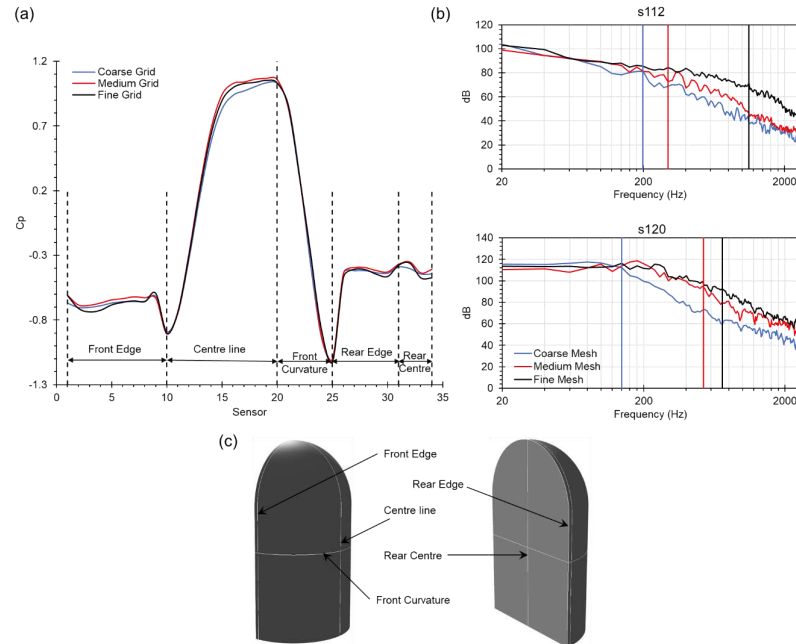 (a)
1.2
0.7
0.2
-0.3
-0.8
-1.3
Cp
Coarse Grid
Medium Grid
Fine Grid
Front Edge
Centre line
Front
Curvature
Rear Edge
Rear
Centre
0 5 10 15 20 25 30 35
Sensor
(b)
s112
120
100
80
60
40
20
0
dB
20 200 2000
Frequency (Hz)
s120
140
120
100
80
60
40
20
0
dB
Coarse Mesh
Medium Mesh
Fine Mesh
20 200 2000
Frequency (Hz)
(c)
Front Edge
Centre line
Front Curvature
Rear Edge
Rear Centre